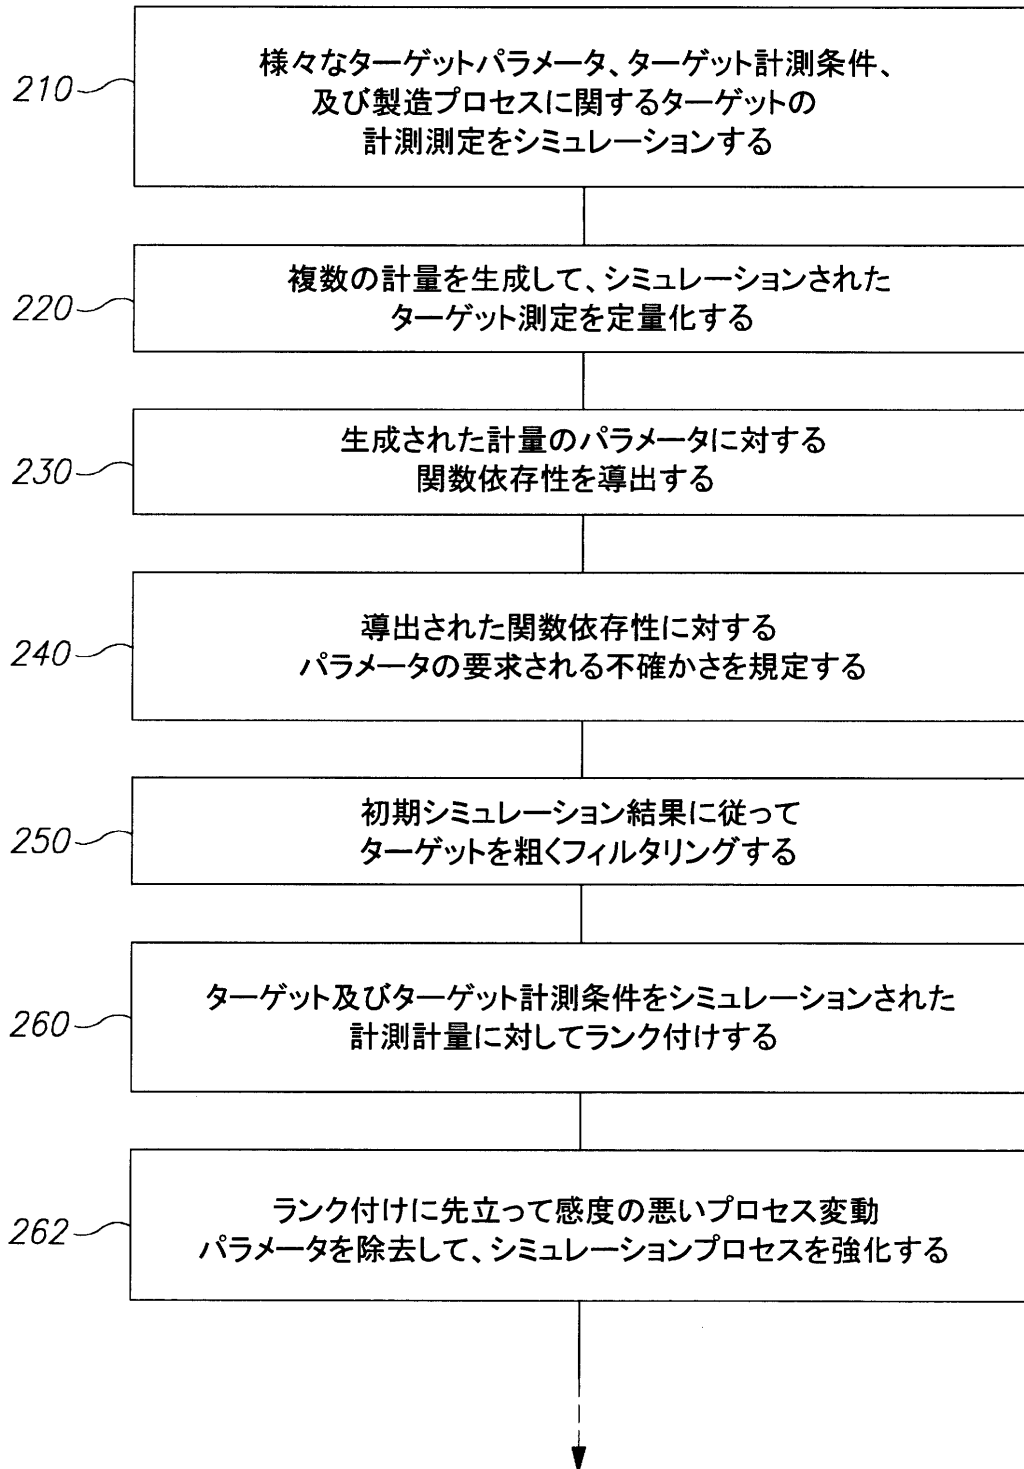 210
様々なターゲットパラメータ、ターゲット計測条件、
及び製造プロセスに関するターゲットの
計測測定をシミュレーションする
220
複数の計量を生成して、シミュレーションされた
ターゲット測定を定量化する
230
生成された計量のパラメータに対する
関数依存性を導出する
240
導出された関数依存性に対する
パラメータの要求される不確かさを規定する
250
初期シミュレーション結果に従って
ターゲットを粗くフィルタリングする
260
ターゲット及びターゲット計測条件をシミュレーションされた
計測計量に対してランク付けする
262
ランク付けに先立って感度の悪いプロセス変動
パラメータを除去して、シミュレーションプロセスを強化する